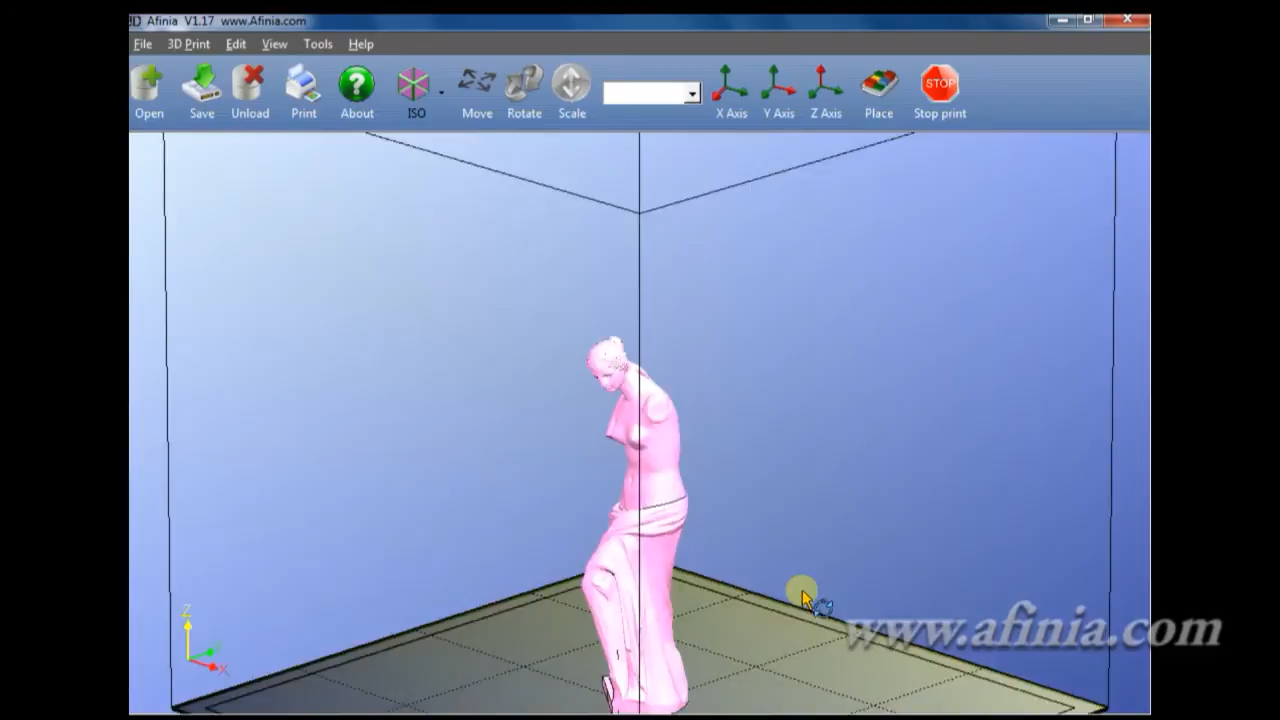 3D Afinia V1.17 www.Afinia.com
File 3D Print Edit View Tools Help
Open Save Unload Print About ISO Move Rotate Scale X Axis Y Axis Z Axis Place Stop print
STOP
Z
Y
X
www.afinia.com